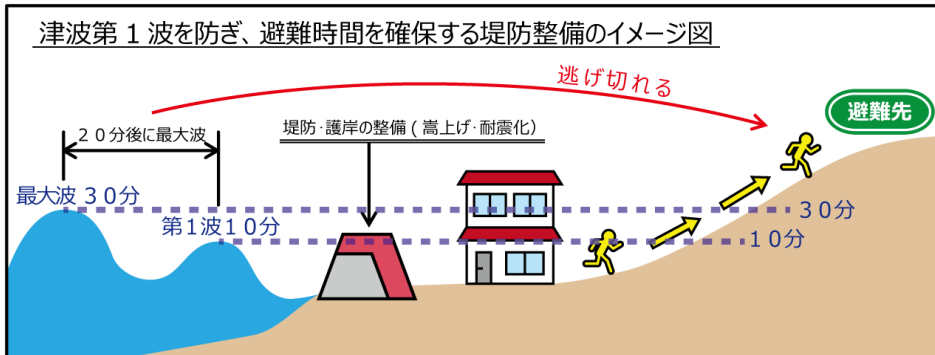 津波第１波を防ぎ、避難時間を確保する堤防整備のイメージ図
逃げ切れる
避難先
２０分後に最大波
堤防･護岸の整備（嵩上げ･耐震化）
最大波３０分
３０分
第１波１０分
１０分